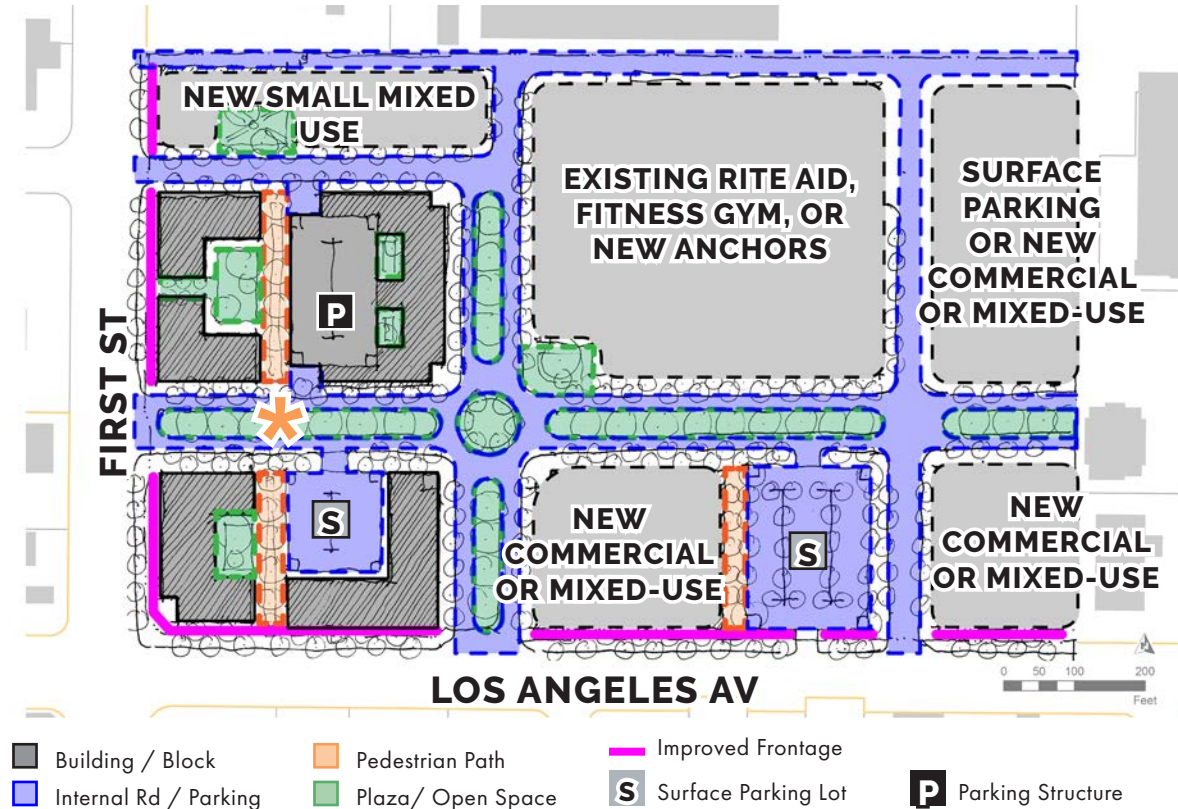 NEW SMALL MIXED
USE
EXISTING RITE AID,
FITNESS GYM, OR
NEW ANCHORS
SURFACE
PARKING
OR NEW
COMMERCIAL
OR MIXED-USE
P
FIRST ST
*
S
NEW
COMMERCIAL
OR MIXED-USE
S
NEW
COMMERCIAL
OR MIXED-USE
LOS ANGELES AV
0 50 100 200
Feet
Building / Block
Pedestrian Path
Improved Frontage
Internal Rd / Parking
Plaza/ Open Space
S Surface Parking Lot
P Parking Structure